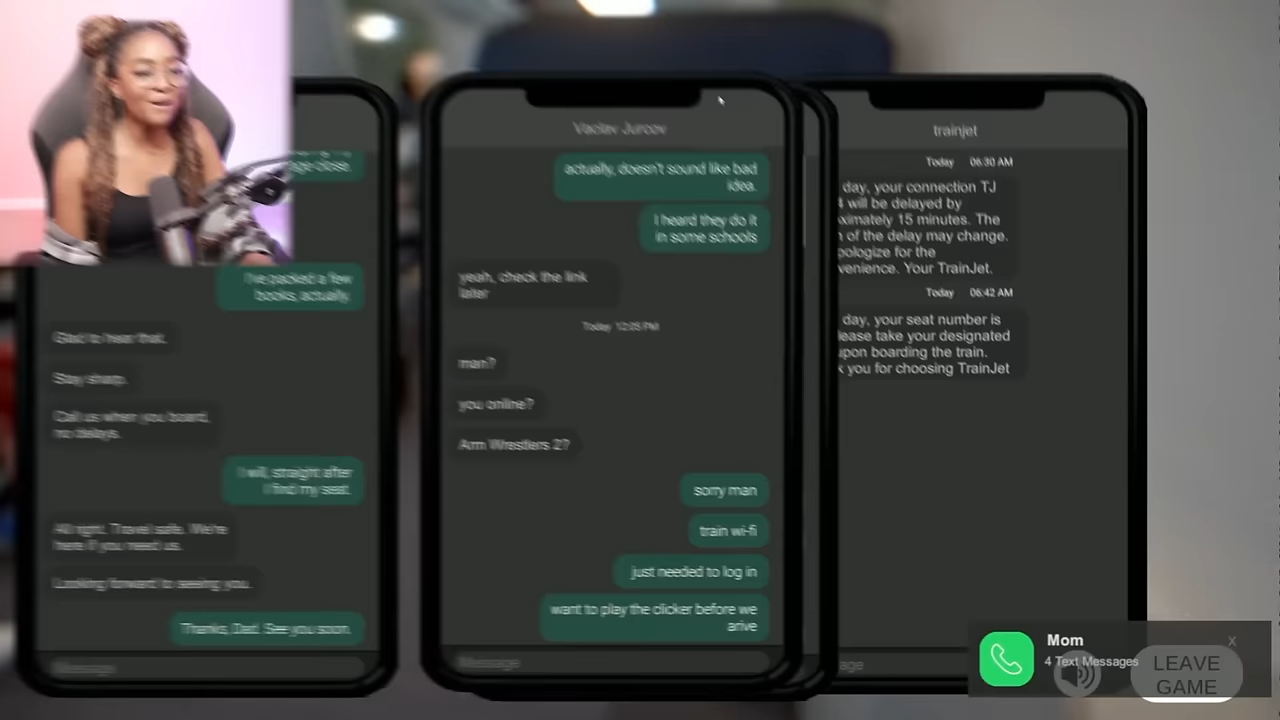 age close.
I've packed a few
books, actually.
Glad to hear that.
Stay sharp.
Call us when you board,
no delays.
I will, straight after
I find my seat.
All right. Travel safe. We're
here if you need us.
Looking forward to seeing you.
Thanks, Dad. See you soon.
Message
Vaclav Jurcov
actually, doesn't sound like bad
idea.
I heard they do it
in some schools
yeah, check the link
later
Today 12:05 PM
man?
you online?
Arm Wrestlers 2?
sorry man
train wi-fi
just needed to log in
want to play the clicker before we
arive
Message
trainjet
Today 06:30 AM
day, your connection TJ
4 will be delayed by
ximately 15 minutes. The
n of the delay may change.
pologize for the
venience. Your TrainJet.
Today 06:42 AM
day, your seat number is
lease take your designated
upon boarding the train.
k you for choosing TrainJet
age
Mom
4 Text Messages
X
LEAVE
GAME